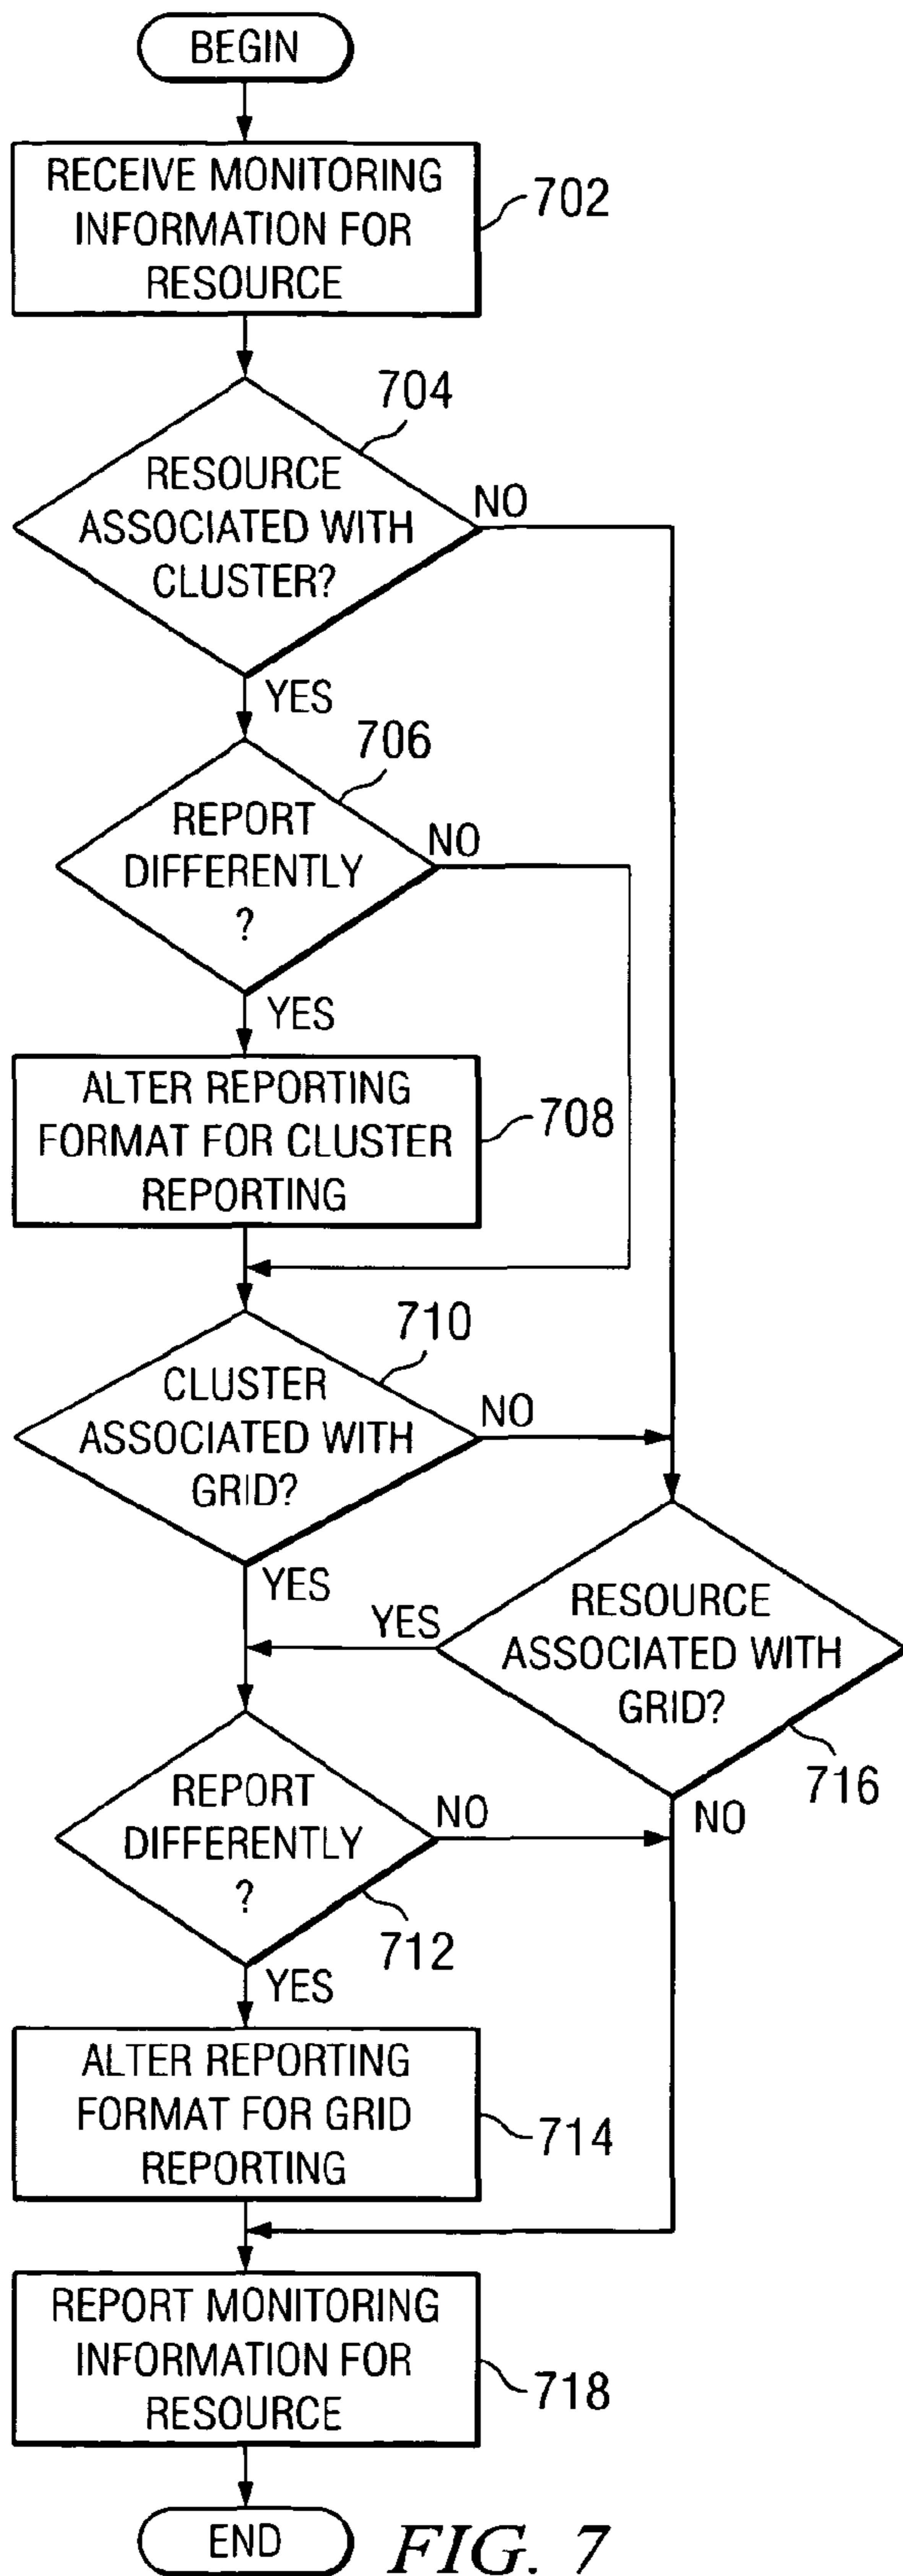 BEGIN
RECEIVE MONITORING
INFORMATION FOR
RESOURCE
702
704
RESOURCE
ASSOCIATED WITH
CLUSTER?
NO
YES
706
REPORT
DIFFERENTLY
?
NO
YES
ALTER REPORTING
FORMAT FOR CLUSTER
REPORTING
708
710
CLUSTER
ASSOCIATED WITH
GRID?
NO
YES
YES
RESOURCE
ASSOCIATED WITH
GRID?
716
NO
REPORT
DIFFERENTLY
?
NO
712
YES
ALTER REPORTING
FORMAT FOR GRID
REPORTING
714
REPORT MONITORING
INFORMATION FOR
RESOURCE
718
END
FIG. 7